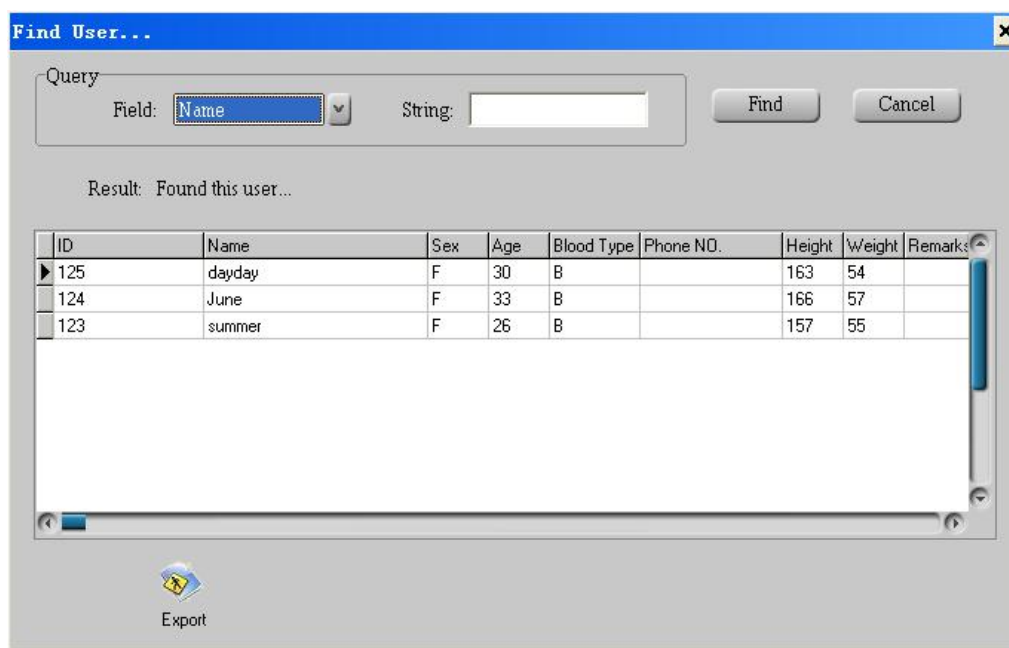 Find User...
Query
Field: Name String: Find Cancel
Result: Found this user...
ID Name Sex Age Blood Type Phone NO. Height Weight Remarks
125 dayday F 30 B 163 54
124 June F 33 B 166 57
123 summer F 26 B 157 55
Export